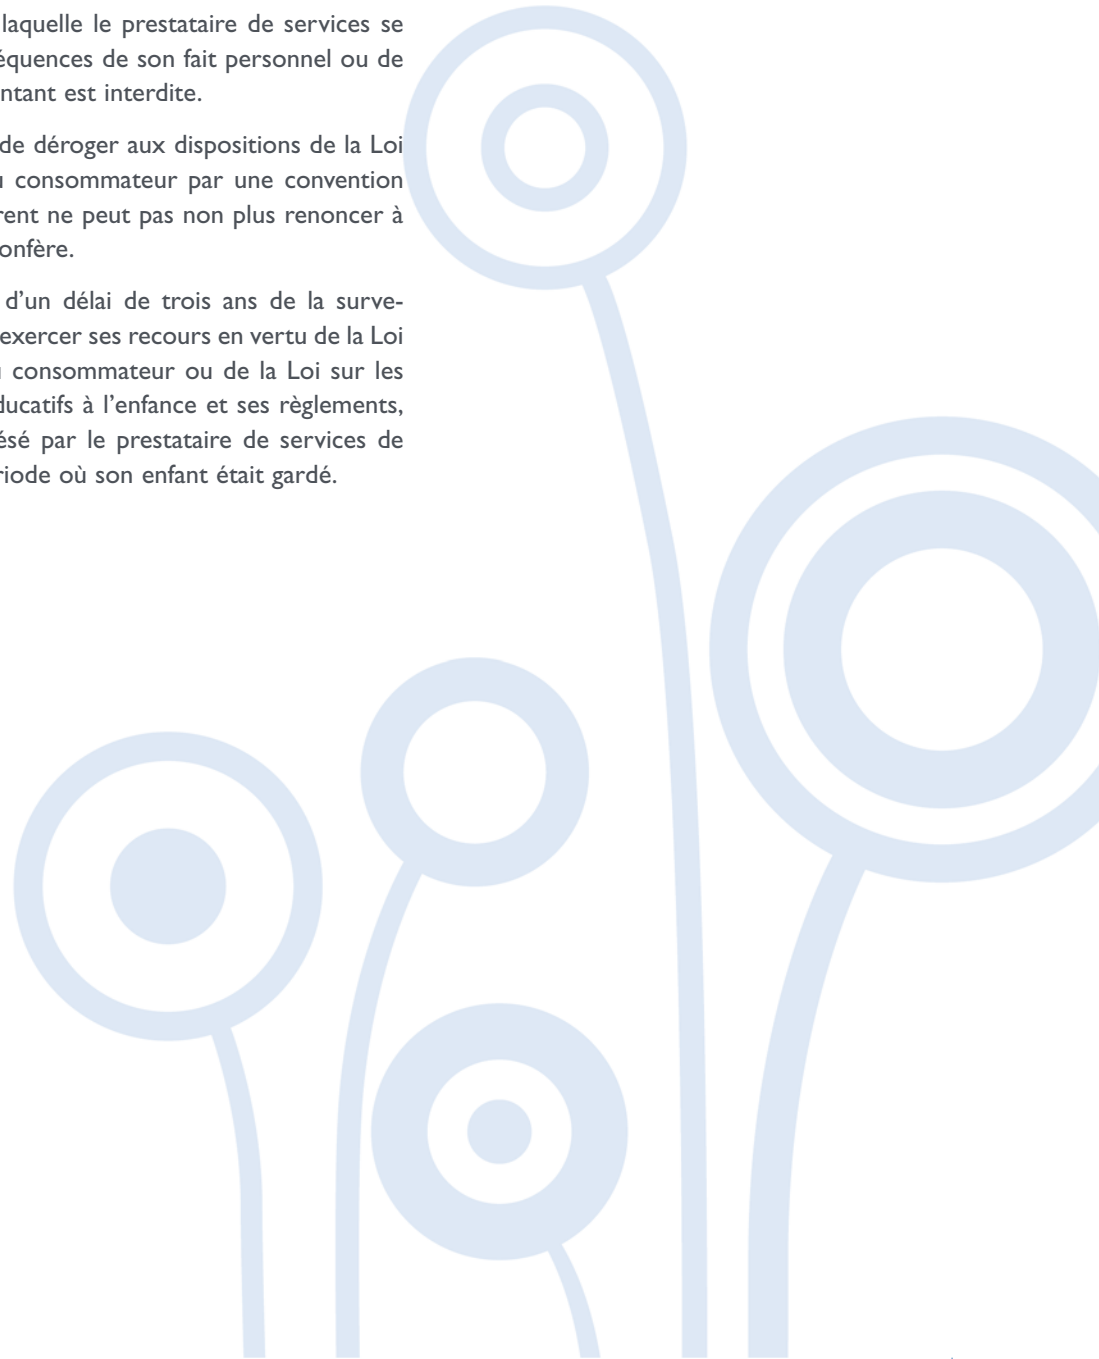 laquelle le prestataire de services se
équences de son fait personnel ou de
ntant est interdite.
de déroger aux dispositions de la Loi
u consommateur par une convention
rent ne peut pas non plus renoncer à
onfère.
d’un délai de trois ans de la surve-
exercer ses recours en vertu de la Loi
u consommateur ou de la Loi sur les
ducatifs à l’enfance et ses règlements,
ésé par le prestataire de services de
riode où son enfant était gardé.